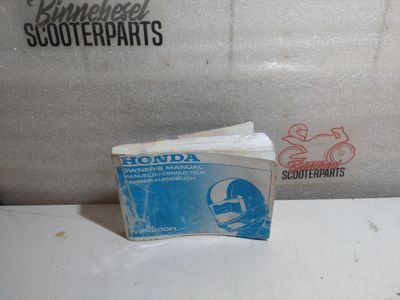 Binnebesel
SCOOTERPARTS
HONDA
OWNER'S MANUAL
MANUEL DU CONDUCTEUR
FAHRER-HANDBUCH
VFR800FI
Binnebesel
SCOOTERPARTS